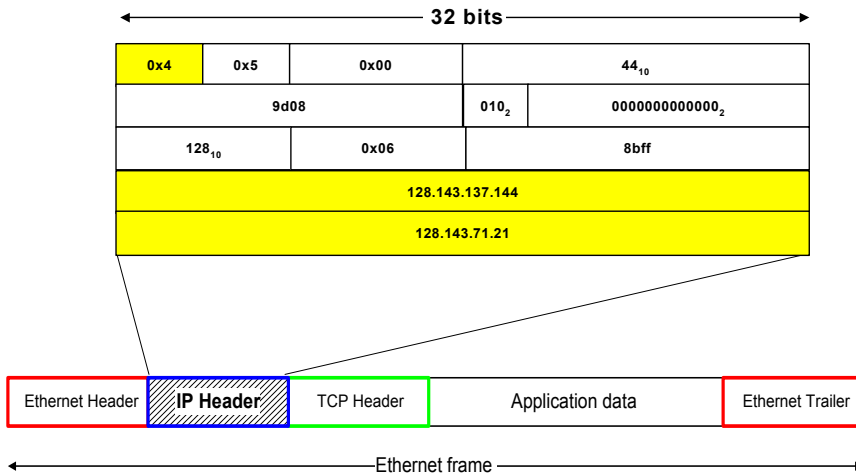 32 bits
0x4 0x5 0x00 44₁₀
9d08 010₂ 0000000000000₂
128₁₀ 0x06 8bff
128.143.137.144
128.143.71.21
Ethernet Header IP Header TCP Header Application data Ethernet Trailer
Ethernet frame